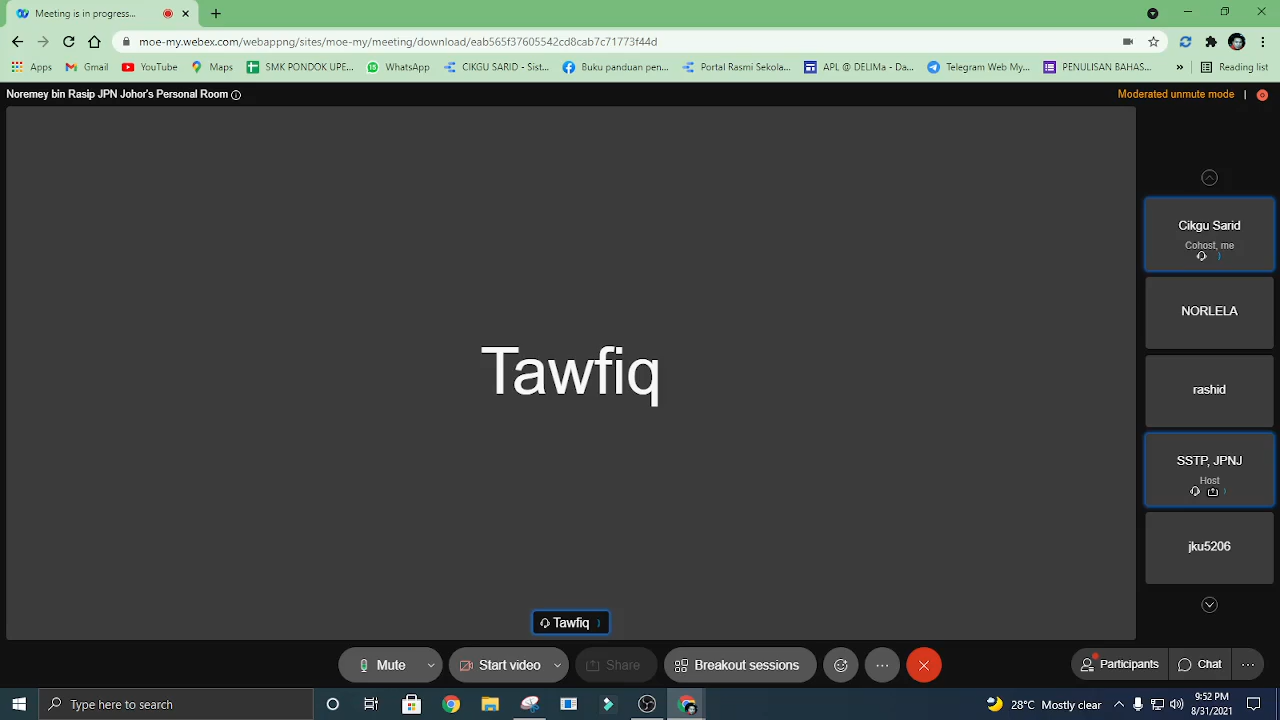 Meeting is in progress...
moe-my.webex.com/webappng/sites/moe-my/meeting/download/eab565f37605542cd8cab7c71773f44d
Apps Gmail YouTube Maps SMK PONDOK UPE... WhatsApp CIKGU SARID - Sist... Buku panduan pen... Portal Rasmi Sekola... APL @ DELIMa - Da... Telegram Web My... PENULISAN BAHAS... » Reading list
Noremey bin Rasip JPN Johor's Personal Room
Moderated unmute mode |
Cikgu Sarid
Cohost, me
NORLELA
rashid
Tawfiq
SSTP, JPNJ
Host
jku5206
Tawfiq
Mute Start video Share Breakout sessions Participants Chat
Type here to search
28°C Mostly clear
9:52 PM
8/31/2021